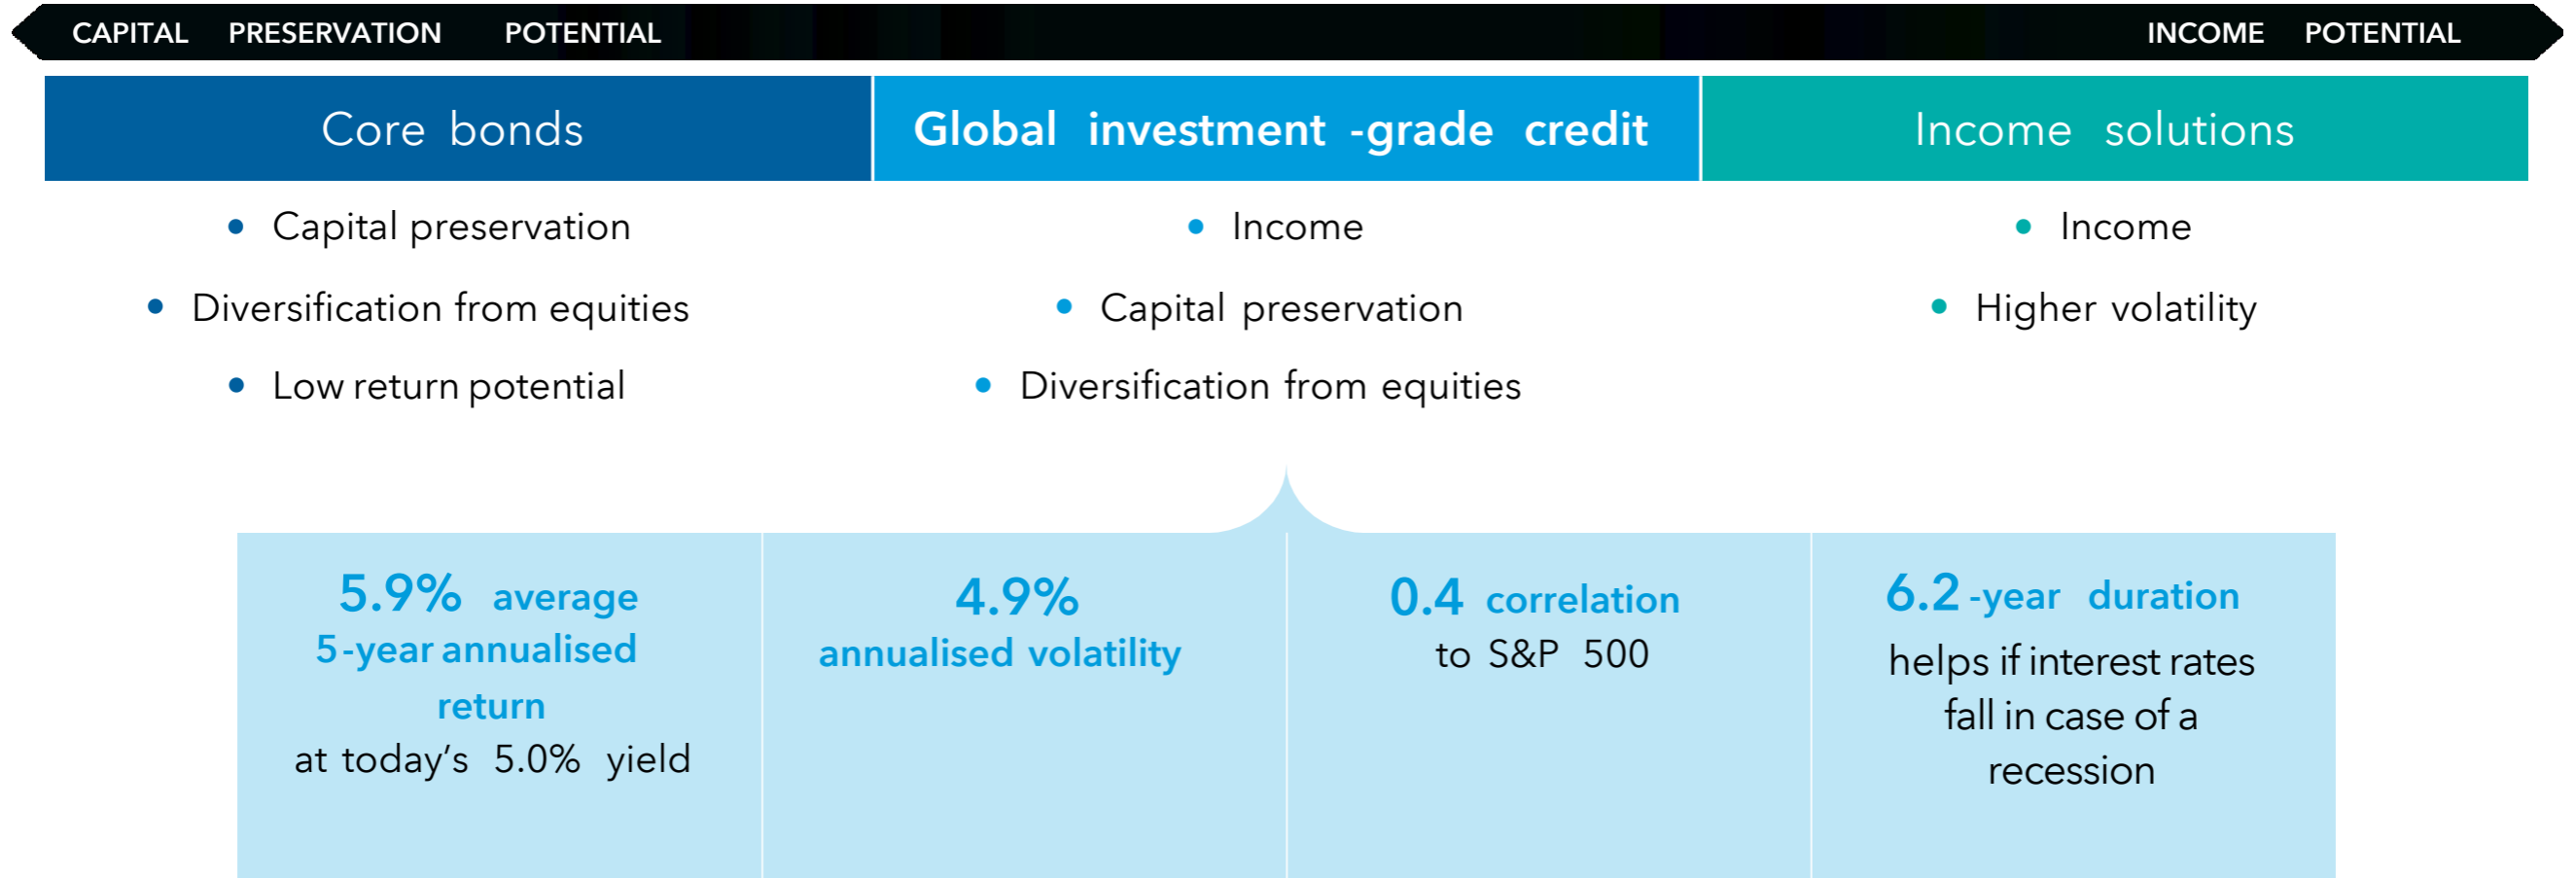 CAPITAL PRESERVATION POTENTIAL
INCOME POTENTIAL
Core bonds
Global investment -grade credit
Income solutions
• Capital preservation
• Diversification from equities
• Low return potential
• Income
• Capital preservation
• Diversification from equities
• Income
• Higher volatility
5.9% average
5-year annualised
return
at today’s 5.0% yield
4.9%
annualised volatility
0.4 correlation
to S&P 500
6.2-year duration
helps if interest rates
fall in case of a
recession